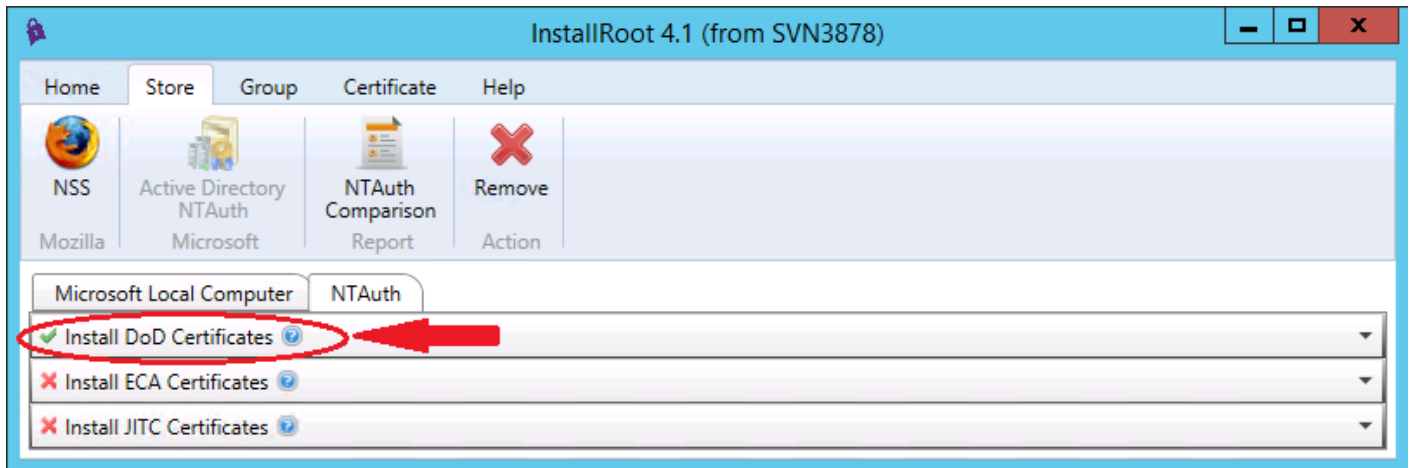 InstallRoot 4.1 (from SVN3878)
Home Store Group Certificate Help
NSS Active Directory NTAuth Remove
NTAuth Comparison
Mozilla Microsoft Report Action
Microsoft Local Computer NTAuth
Install DoD Certificates ?
Install ECA Certificates ?
Install JITC Certificates ?